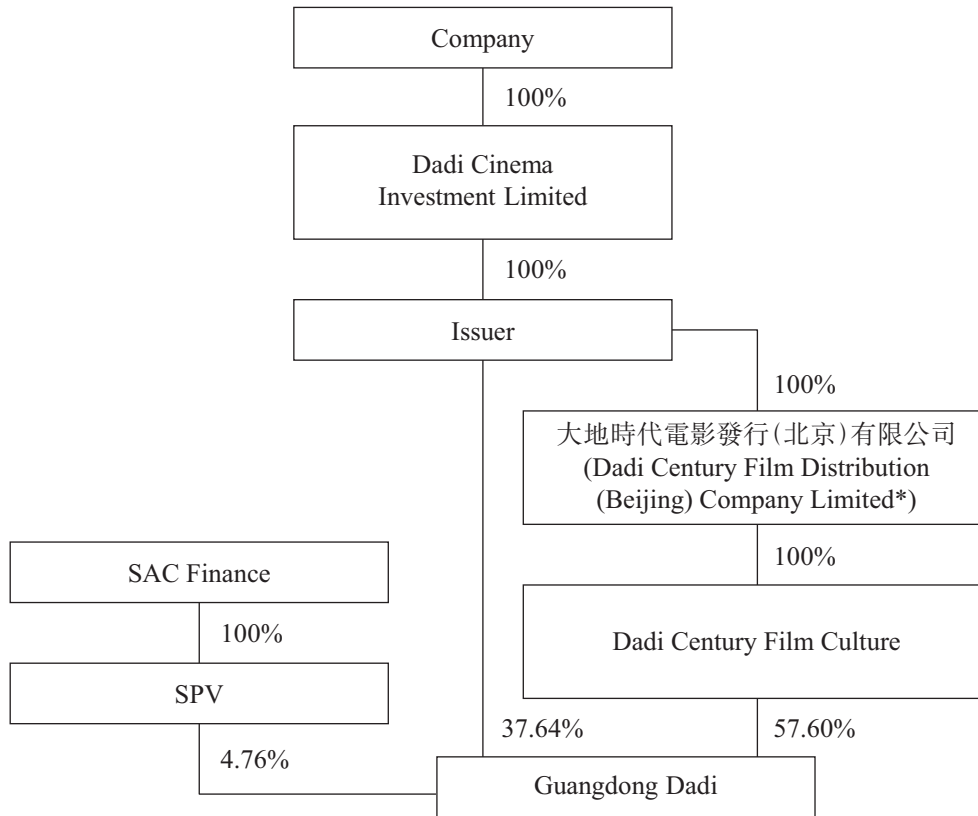 Company
100%
Dadi Cinema
Investment Limited
100%
Issuer
100%
大地時代電影發行(北京)有限公司
(Dadi Century Film Distribution
(Beijing) Company Limited*)
100%
SAC Finance
Dadi Century Film Culture
100%
SPV
37.64%
57.60%
4.76%
Guangdong Dadi